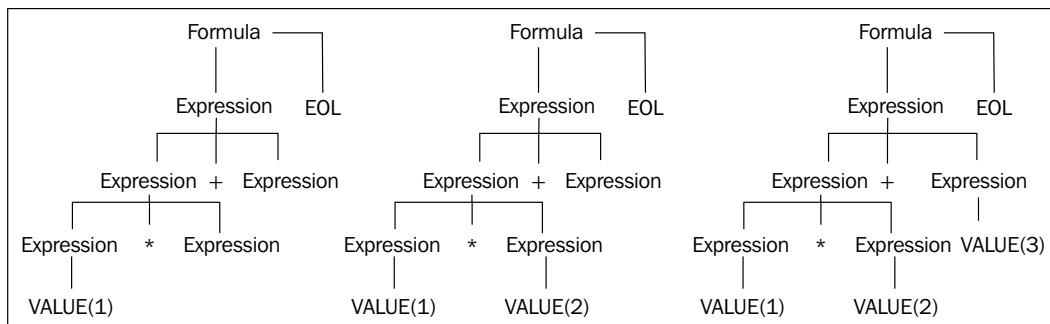 Formula Formula Formula
Expression EOL Expression EOL Expression EOL
Expression + Expression Expression + Expression Expression + Expression
Expression * Expression Expression * Expression Expression * Expression VALUE(3)
VALUE(1) VALUE(1) VALUE(2) VALUE(1) VALUE(2)